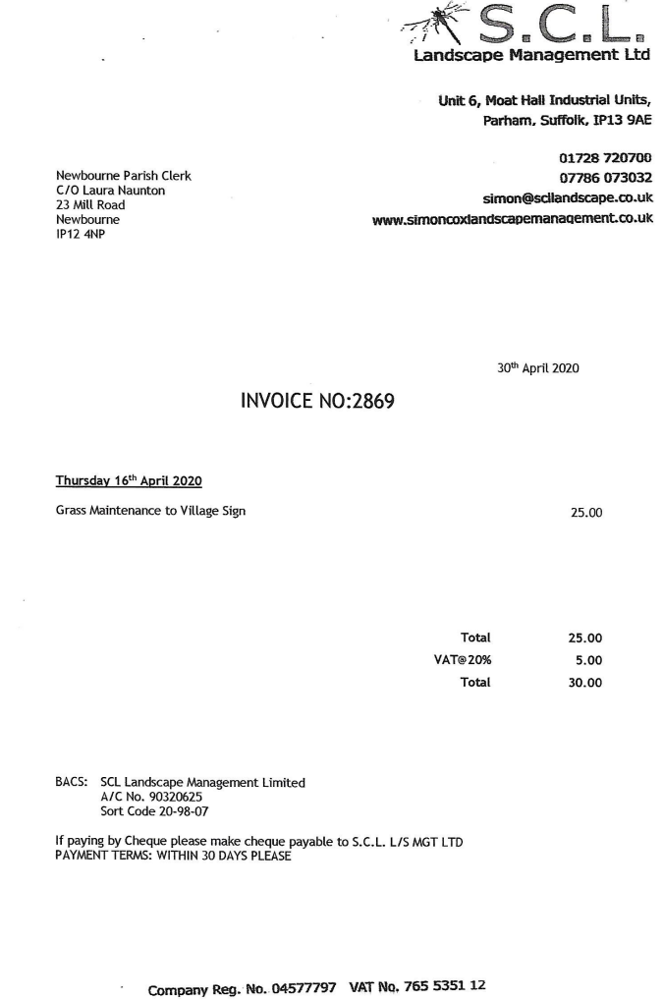 S.C.L.
Landscape Management Ltd
Unit 6, Moat Hall Industrial Units,
Parham, Suffolk, IP13 9AE
01728 720700
07786 073032
simon@scllandscape.co.uk
www.simoncoxlandscapemanagement.co.uk
Newbourne Parish Clerk
C/O Laura Naunton
23 Mill Road
Newbourne
IP12 4NP
30th April 2020
INVOICE NO:2869
Thursday 16th April 2020
Grass Maintenance to Village Sign 25.00
Total 25.00
VAT@20% 5.00
Total 30.00
BACS: SCL Landscape Management Limited
A/C No. 90320625
Sort Code 20-98-07
If paying by Cheque please make cheque payable to S.C.L. L/S MGT LTD
PAYMENT TERMS: WITHIN 30 DAYS PLEASE
Company Reg. No. 04577797 VAT No. 765 5351 12